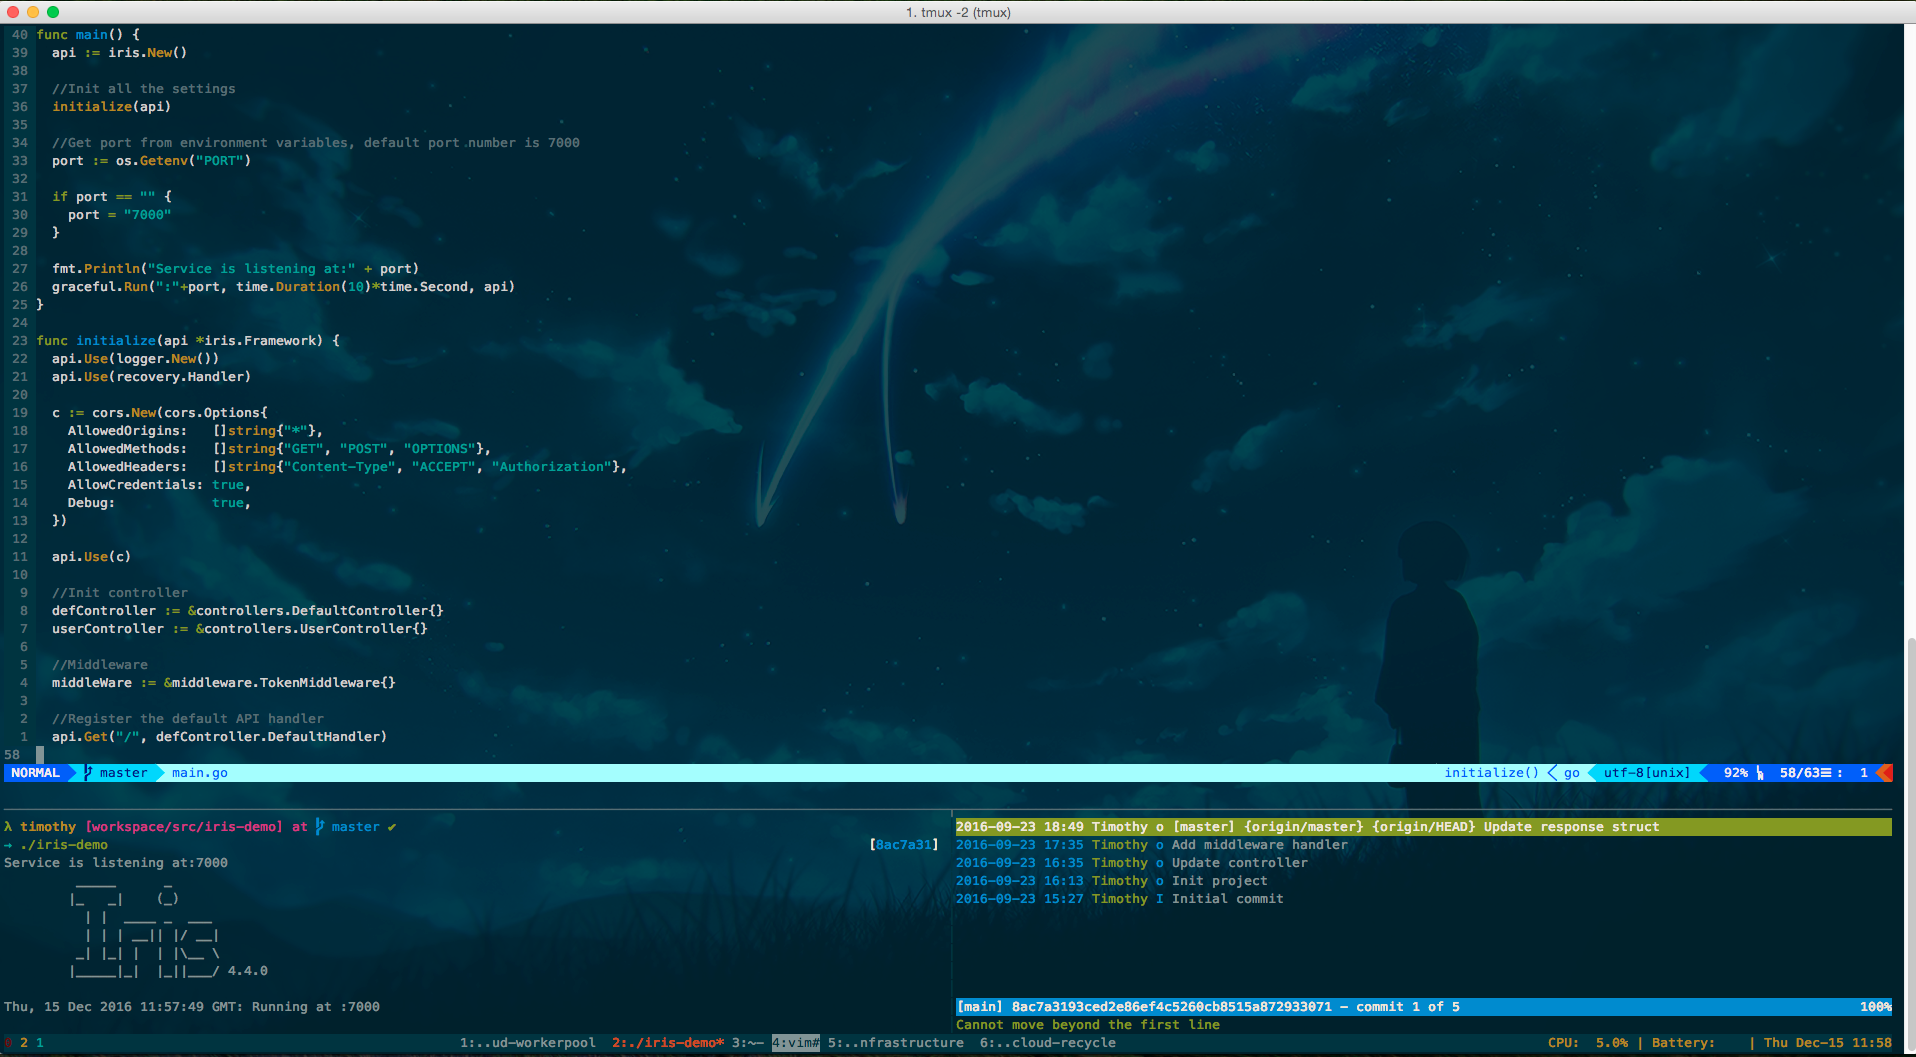 1. tmux -2 (tmux)
40 func main() {
39   api := iris.New()
38
37   //Init all the settings
36   initialize(api)
35
34   //Get port from environment variables, default port number is 7000
33   port := os.Getenv("PORT")
32
31   if port == "" {
30     port = "7000"
29   }
28
27   fmt.Println("Service is listening at:" + port)
26   graceful.Run(":"+port, time.Duration(10)*time.Second, api)
25 }
24
23 func initialize(api *iris.Framework) {
22   api.Use(logger.New())
21   api.Use(recovery.Handler)
20
19   c := cors.New(cors.Options{
18     AllowedOrigins:   []string{"*"},
17     AllowedMethods:   []string{"GET", "POST", "OPTIONS"},
16     AllowedHeaders:   []string{"Content-Type", "ACCEPT", "Authorization"},
15     AllowCredentials: true,
14     Debug:            true,
13   })
12
11   api.Use(c)
10
9   //Init controller
8   defController := &controllers.DefaultController{}
7   userController := &controllers.UserController{}
6
5   //Middleware
4   middleWare := &middleware.TokenMiddleware{}
3
2   //Register the default API handler
1   api.Get("/", defController.DefaultHandler)
58
NORMAL master main.go initialize() < go utf-8[unix] 92% 58/63 : 1
λ timothy [workspace/src/iris-demo] at master ✔
→ ./iris-demo [8ac7a31]
Service is listening at:7000
Iris 4.4.0
Thu, 15 Dec 2016 11:57:49 GMT: Running at :7000
2016-09-23 18:49 Timothy o [master] {origin/master} {origin/HEAD} Update response struct
2016-09-23 17:35 Timothy o Add middleware handler
2016-09-23 16:35 Timothy o Update controller
2016-09-23 16:13 Timothy o Init project
2016-09-23 15:27 Timothy I Initial commit
[main] 8ac7a3193ced2e86ef4c5260cb8515a872933071 - commit 1 of 5 100%
Cannot move beyond the first line
0 2 1 1:..ud-workerpool 2:./iris-demo* 3:~- 4:vim# 5:..nfrastructure 6:..cloud-recycle CPU: 5.0% | Battery: | Thu Dec-15 11:58